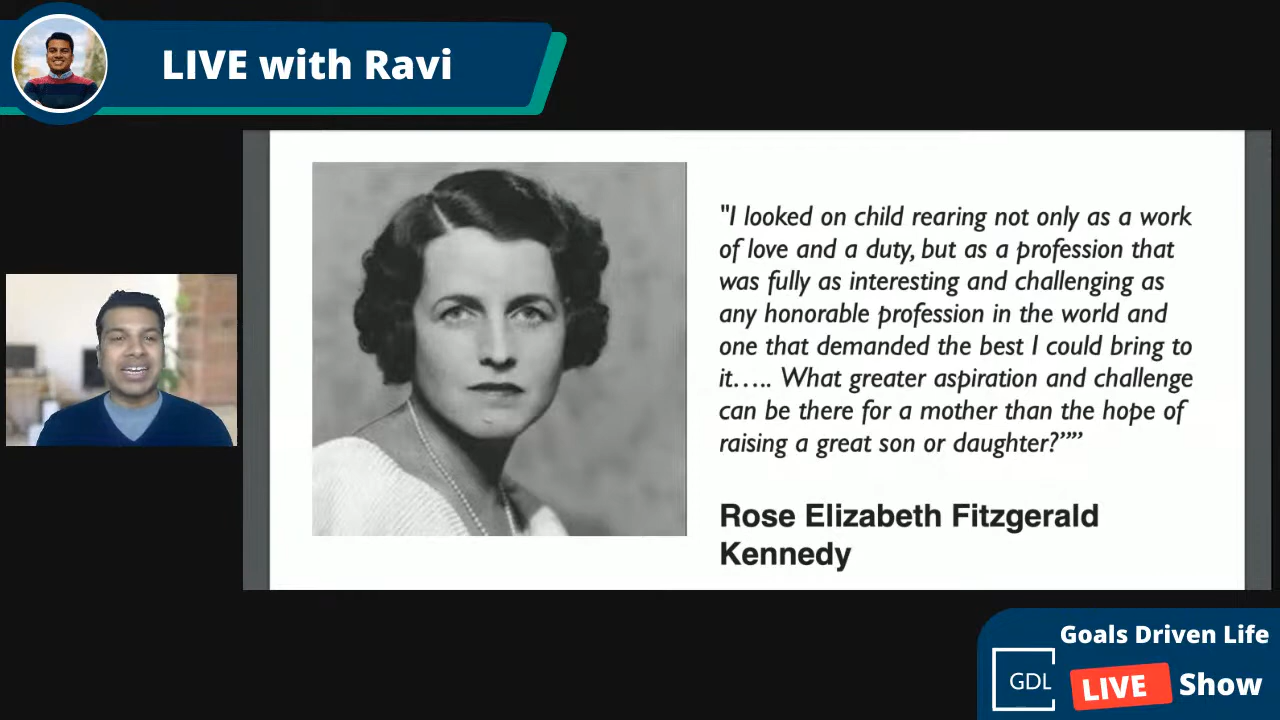 LIVE with Ravi
"I looked on child rearing not only as a work
of love and a duty, but as a profession that
was fully as interesting and challenging as
any honorable profession in the world and
one that demanded the best I could bring to
it….. What greater aspiration and challenge
can be there for a mother than the hope of
raising a great son or daughter?””
Rose Elizabeth Fitzgerald
Kennedy
Goals Driven Life
GDL LIVE Show